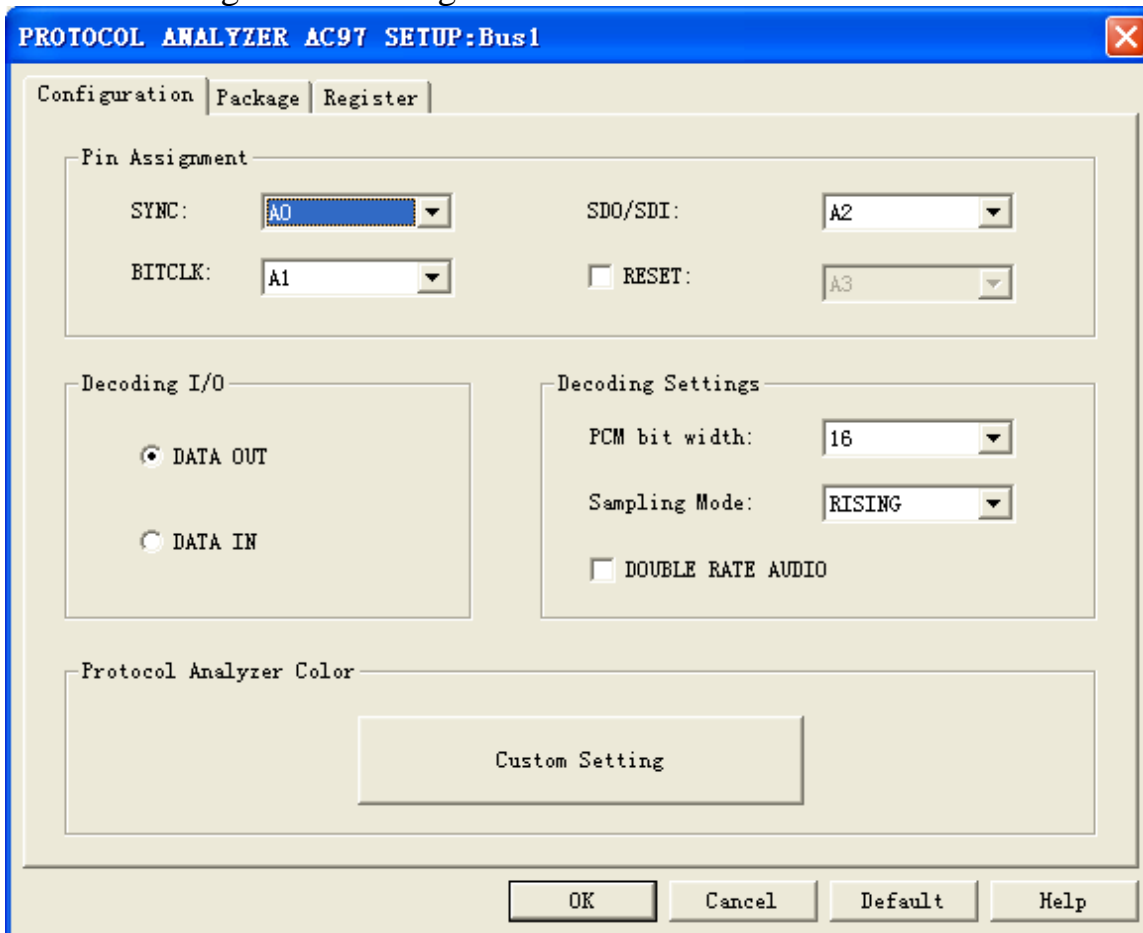 PROTOCOL ANALYZER AC97 SETUP:Bus1
Configuration Package Register
Pin Assignment
SYNC: A0 SDO/SDI: A2
BITCLK: A1 RESET: A3
Decoding I/O Decoding Settings
PCM bit width: 16
DATA OUT
Sampling Mode: RISING
DATA IN
DOUBLE RATE AUDIO
Protocol Analyzer Color
Custom Setting
OK Cancel Default Help